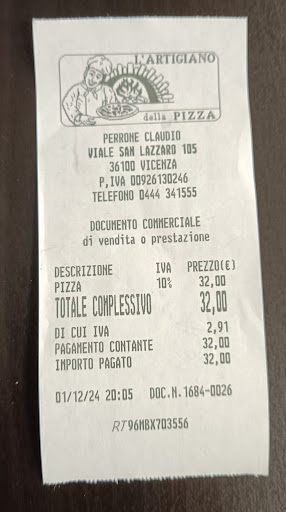 L'ARTIGIANO
della PIZZA
PERRONE CLAUDIO
VIALE SAN LAZZARO 105
36100 VICENZA
P,IVA 00926130246
TELEFONO 0444 341555
DOCUMENTO COMMERCIALE
di vendita o prestazione
DESCRIZIONE IVA PREZZO(€)
PIZZA 10% 32,00
TOTALE COMPLESSIVO 32,00
DI CUI IVA 2,91
PAGAMENTO CONTANTE 32,00
IMPORTO PAGATO 32,00
01/12/24 20:05 DOC.N.1684-0026
RT 96MBX703556